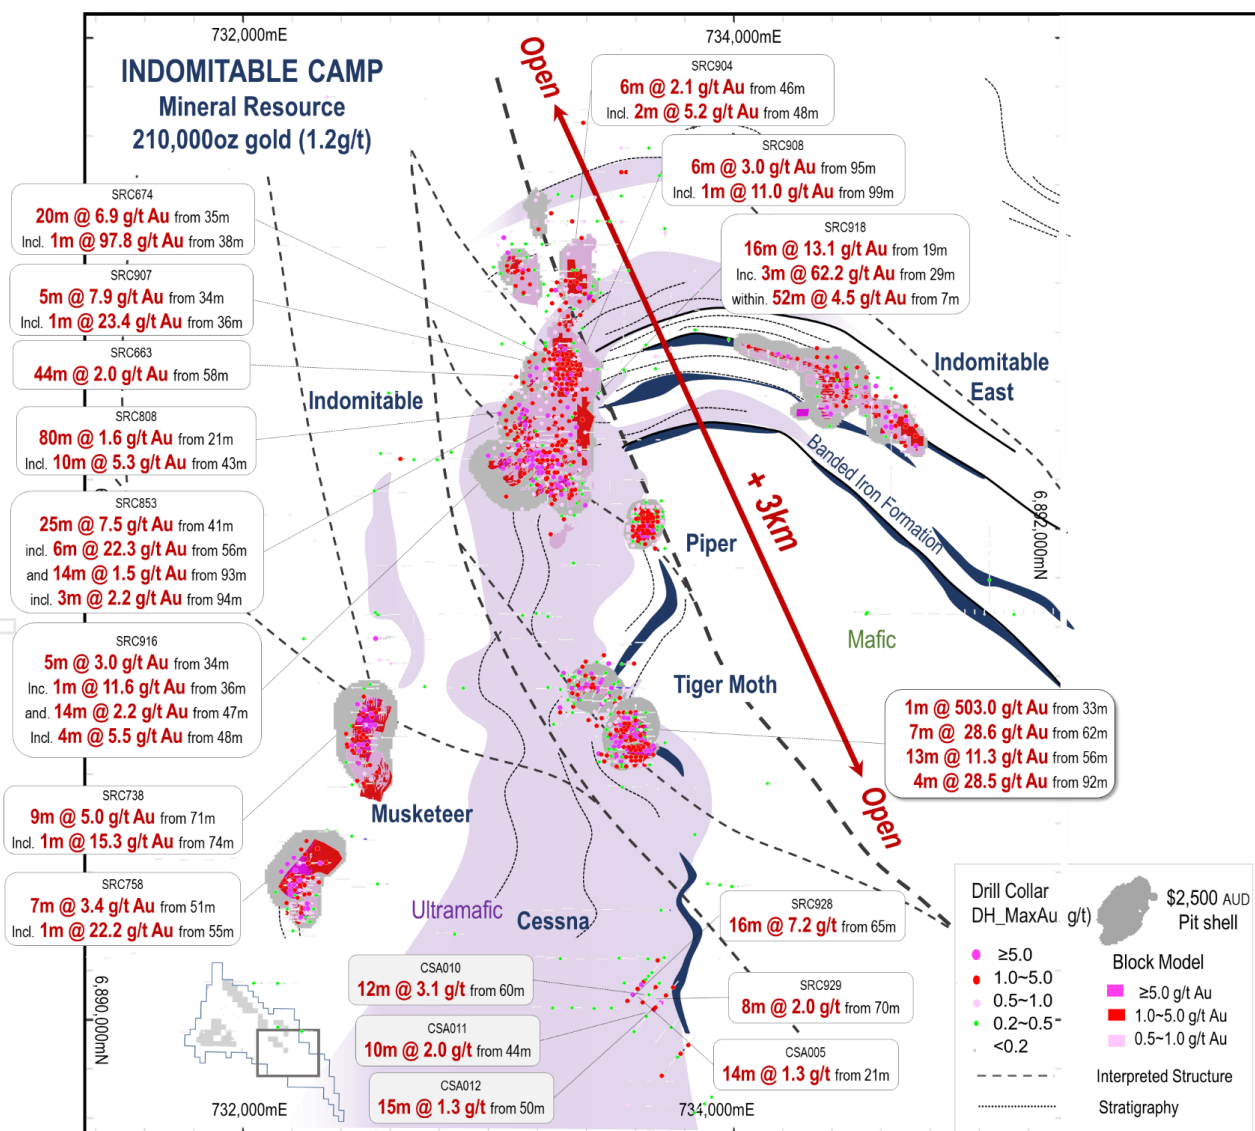 732,000mE
734,000mE
INDOMITABLE CAMP
Mineral Resource
210,000oz gold (1.2g/t)
Open
SRC904
6m @ 2.1 g/t Au from 46m
Incl. 2m @ 5.2 g/t Au from 48m
SRC908
6m @ 3.0 g/t Au from 95m
Incl. 1m @ 11.0 g/t Au from 99m
SRC918
16m @ 13.1 g/t Au from 19m
Inc. 3m @ 62.2 g/t Au from 29m
within. 52m @ 4.5 g/t Au from 7m
SRC674
20m @ 6.9 g/t Au from 35m
Incl. 1m @ 97.8 g/t Au from 38m
SRC907
5m @ 7.9 g/t Au from 34m
Incl. 1m @ 23.4 g/t Au from 36m
SRC663
44m @ 2.0 g/t Au from 58m
SRC808
80m @ 1.6 g/t Au from 21m
Incl. 10m @ 5.3 g/t Au from 43m
SRC853
25m @ 7.5 g/t Au from 41m
incl. 6m @ 22.3 g/t Au from 56m
and 14m @ 1.5 g/t Au from 93m
incl. 3m @ 2.2 g/t Au from 94m
SRC916
5m @ 3.0 g/t Au from 34m
Inc. 1m @ 11.6 g/t Au from 36m
and. 14m @ 2.2 g/t Au from 47m
Incl. 4m @ 5.5 g/t Au from 48m
SRC738
9m @ 5.0 g/t Au from 71m
Incl. 1m @ 15.3 g/t Au from 74m
SRC758
7m @ 3.4 g/t Au from 51m
Incl. 1m @ 22.2 g/t Au from 55m
Indomitable
Indomitable
East
Banded Iron Formation
6,892,000mN
+ 3km
Piper
Mafic
Tiger Moth
1m @ 503.0 g/t Au from 33m
7m @ 28.6 g/t Au from 62m
13m @ 11.3 g/t Au from 56m
4m @ 28.5 g/t Au from 92m
Open
Musketeer
Ultramafic
Cessna
SRC928
16m @ 7.2 g/t from 65m
CSA010
12m @ 3.1 g/t from 60m
SRC929
8m @ 2.0 g/t from 70m
CSA011
10m @ 2.0 g/t from 44m
CSA005
14m @ 1.3 g/t from 21m
CSA012
15m @ 1.3 g/t from 50m
6,890,000mN
732,000mE
734,000mE
Drill Collar
DH_MaxAu g/t)
≥5.0
1.0~5.0
0.5~1.0
0.2~0.5
<0.2
$2,500 AUD
Pit shell
Block Model
≥5.0 g/t Au
1.0~5.0 g/t Au
0.5~1.0 g/t Au
Interpreted Structure
Stratigraphy